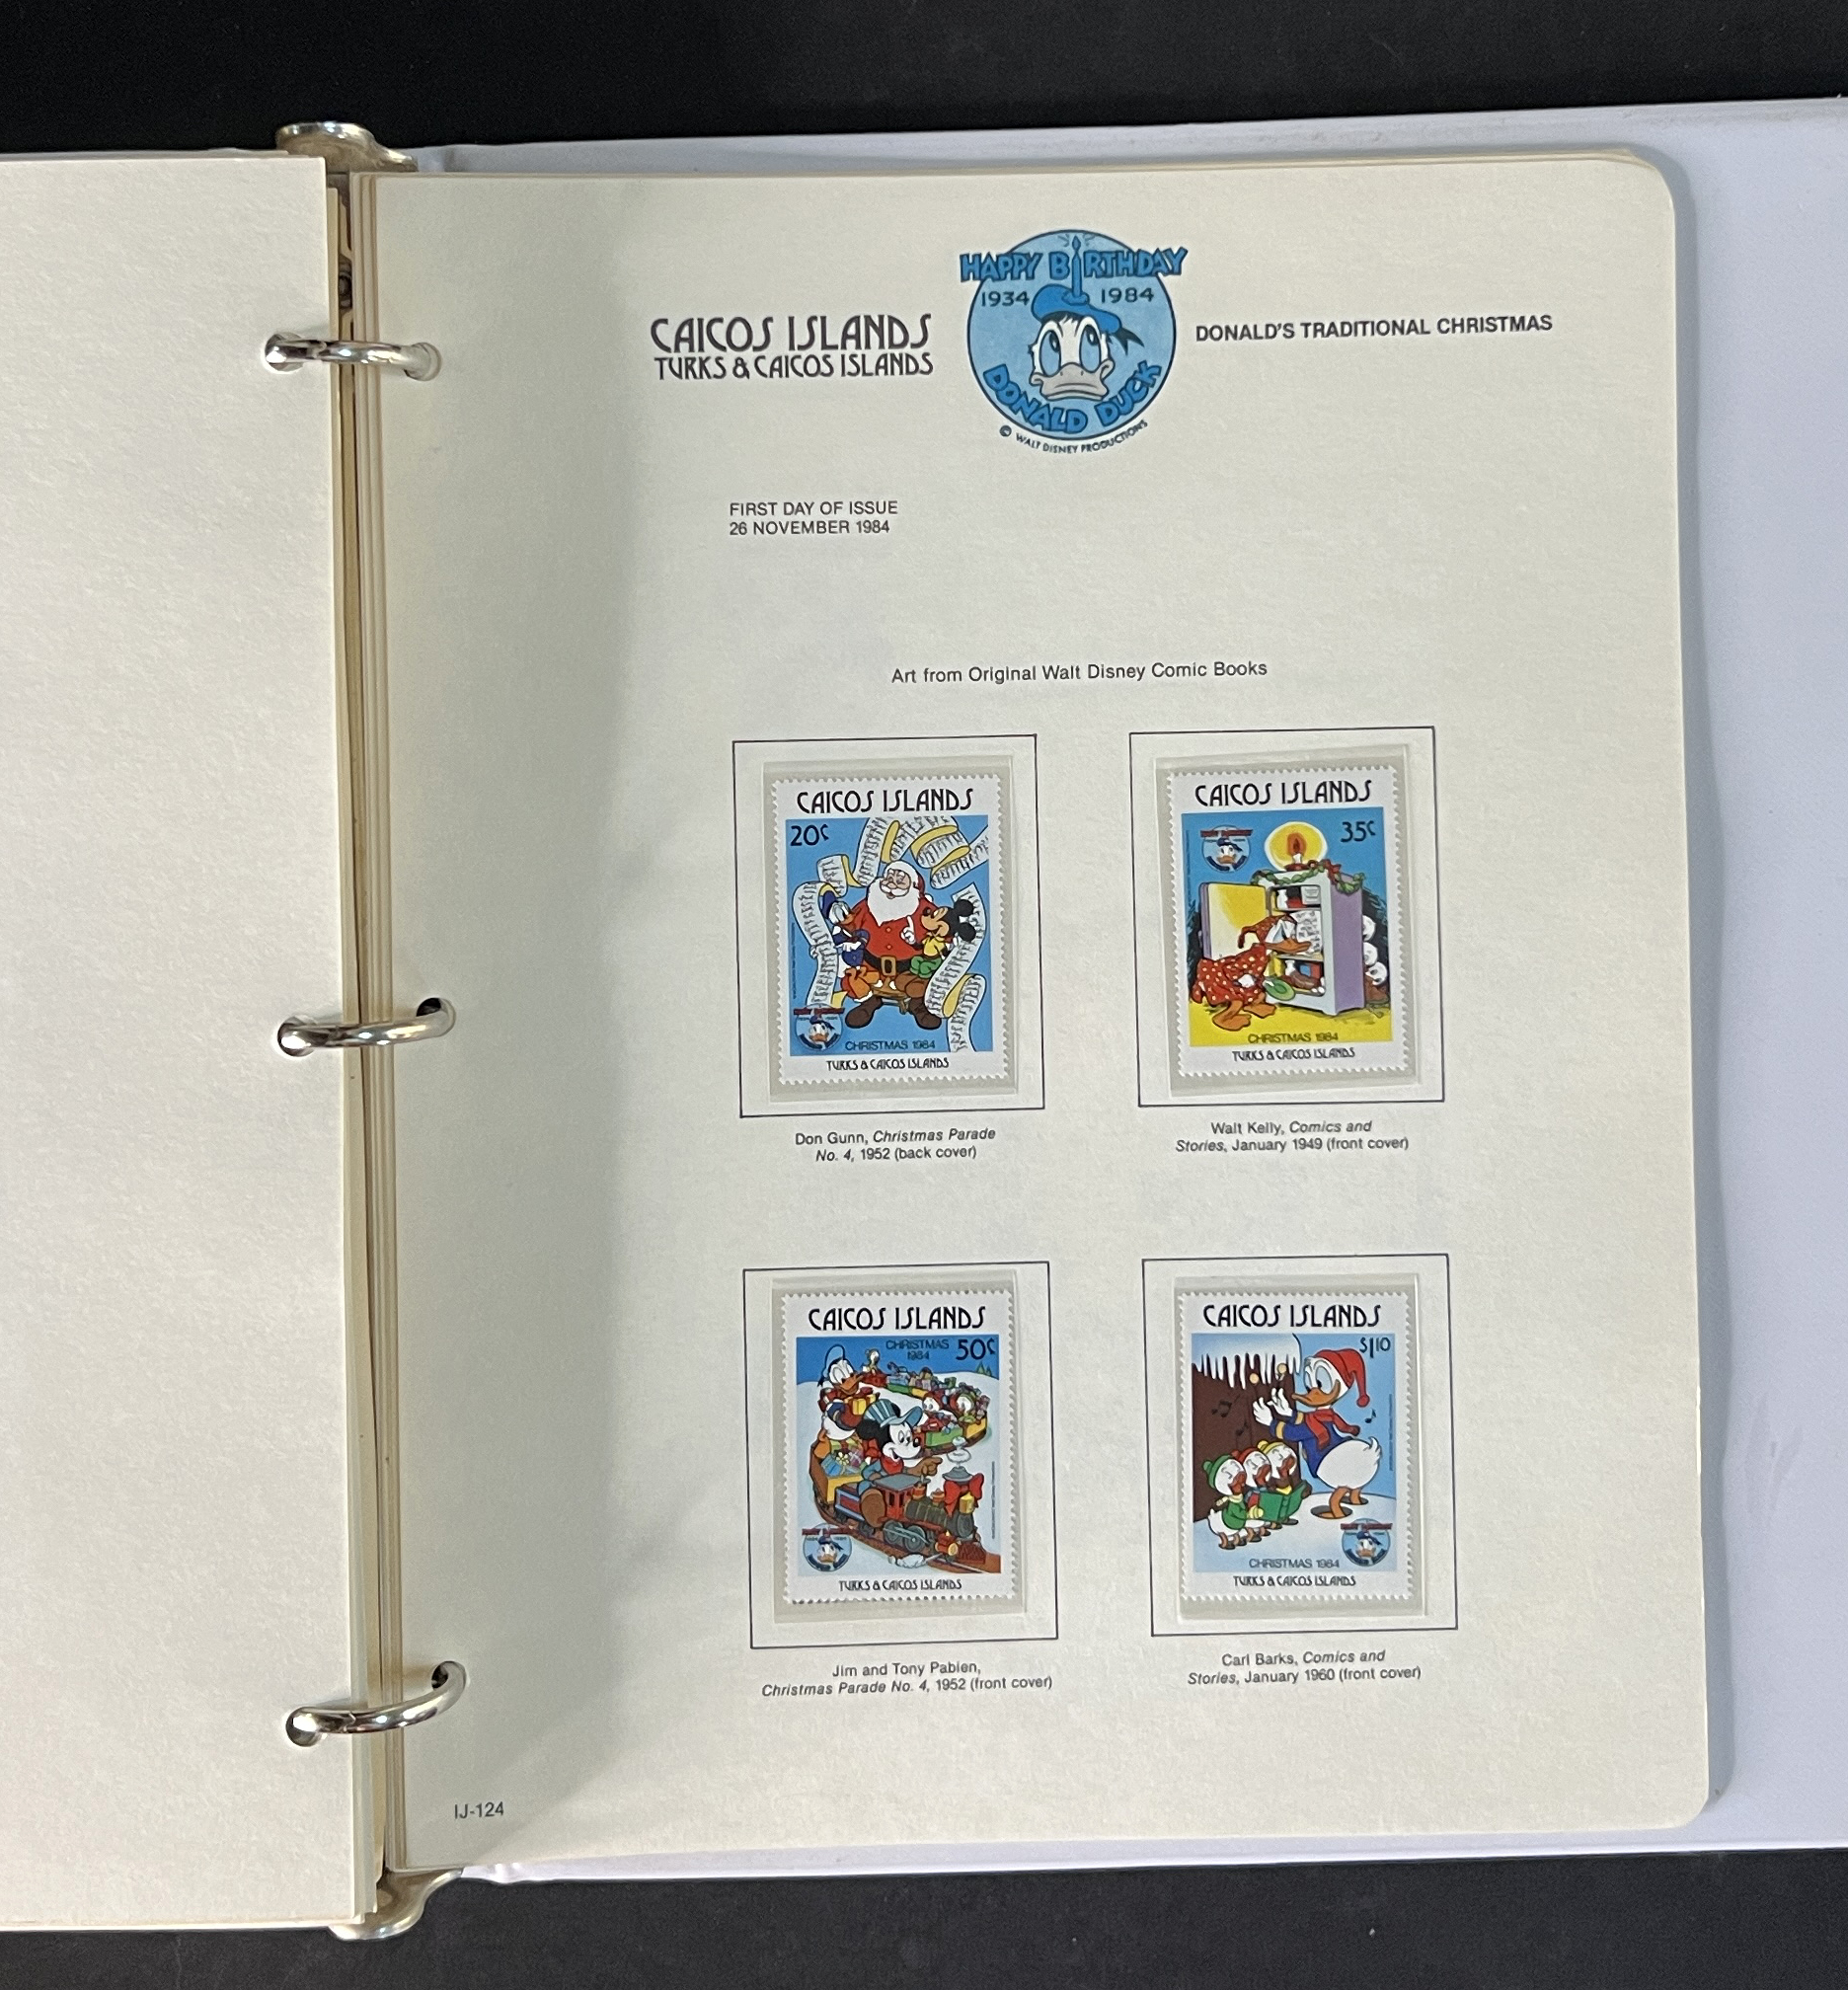 HAPPY BIRTHDAY
1934 1984
DONALD DUCK
© WALT DISNEY PRODUCTIONS
CAICOS ISLANDS
TURKS & CAICOS ISLANDS
DONALD'S TRADITIONAL CHRISTMAS
FIRST DAY OF ISSUE
26 NOVEMBER 1984
Art from Original Walt Disney Comic Books
CAICOS ISLANDS
20¢
CHRISTMAS 1984
TURKS & CAICOS ISLANDS
Don Gunn, Christmas Parade
No. 4, 1952 (back cover)
CAICOS ISLANDS
35¢
CHRISTMAS 1984
TURKS & CAICOS ISLANDS
Walt Kelly, Comics and
Stories, January 1949 (front cover)
CAICOS ISLANDS
CHRISTMAS
1984
50¢
TURKS & CAICOS ISLANDS
Jim and Tony Pabien,
Christmas Parade No. 4, 1952 (front cover)
CAICOS ISLANDS
$1.10
CHRISTMAS 1984
TURKS & CAICOS ISLANDS
Carl Barks, Comics and
Stories, January 1960 (front cover)
IJ-124